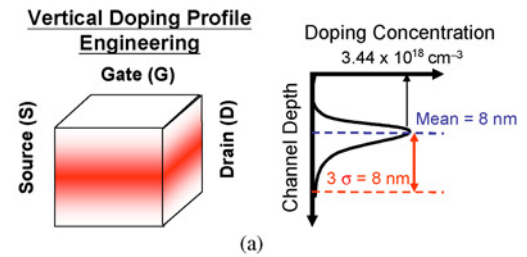 Vertical Doping Profile
Engineering
Gate (G)
Source (S)
Drain (D)
Doping Concentration
3.44 x 10¹⁸ cm⁻³
Channel Depth
Mean = 8 nm
3 σ = 8 nm
(a)